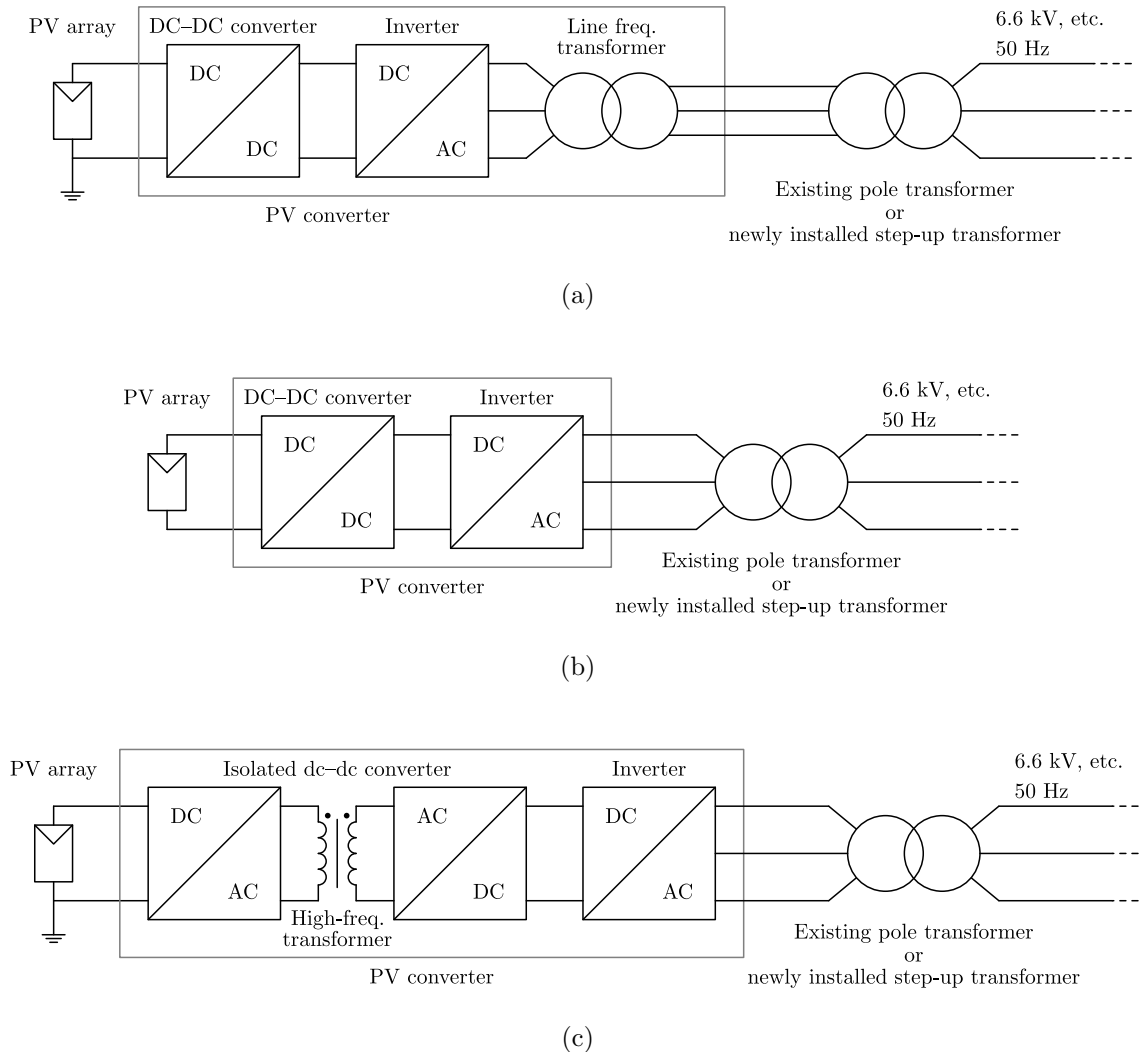 PV array
DC–DC converter
Inverter
Line freq.
transformer
6.6 kV, etc.
50 Hz
DC
DC
DC
AC
PV converter
Existing pole transformer
or
newly installed step-up transformer
(a)
PV array
DC–DC converter
Inverter
6.6 kV, etc.
50 Hz
DC
DC
DC
AC
PV converter
Existing pole transformer
or
newly installed step-up transformer
(b)
PV array
Isolated dc–dc converter
Inverter
6.6 kV, etc.
50 Hz
DC
AC
AC
DC
DC
AC
High-freq.
transformer
PV converter
Existing pole transformer
or
newly installed step-up transformer
(c)